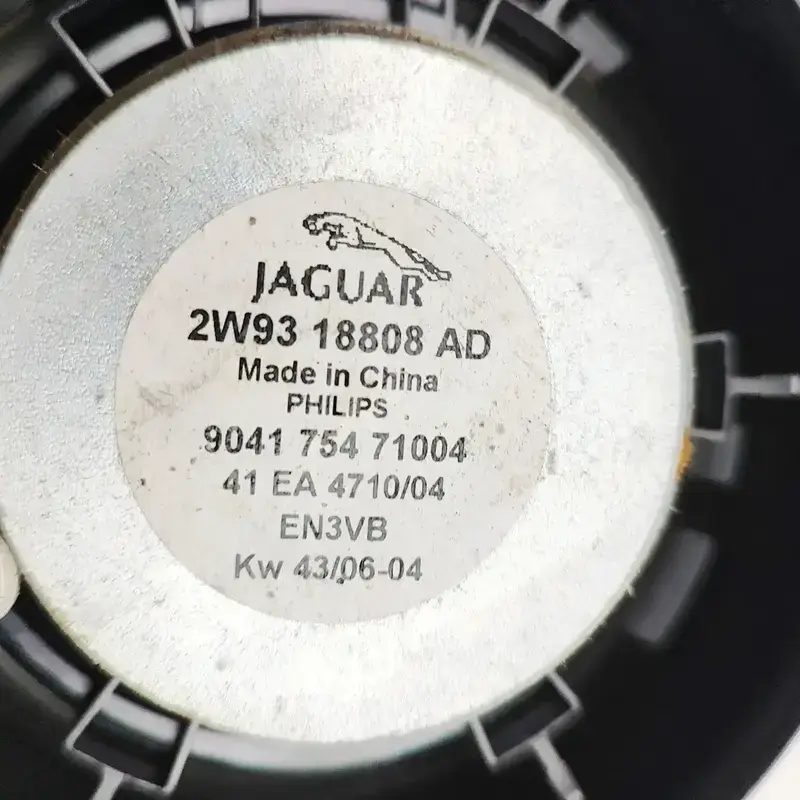 JAGUAR
2W93 18808 AD
Made in China
PHILIPS
9041 754 71004
41 EA 4710/04
EN3VB
Kw 43/06-04